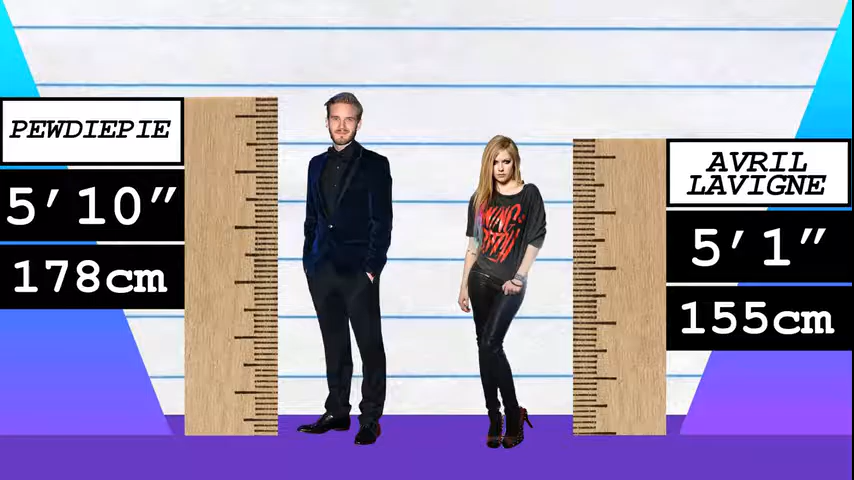 PEWDIEPIE
5’10”
178cm
AVRIL
LAVIGNE
5’1”
155cm